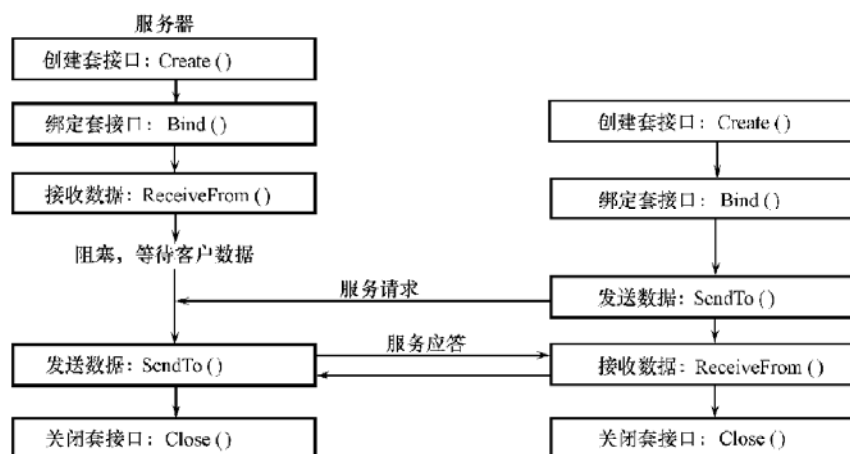 服务器
创建套接口：Create()
绑定套接口：Bind()
接收数据：ReceiveFrom()
阻塞，等待客户数据
发送数据：SendTo()
关闭套接口：Close()
服务请求
服务应答
创建套接口：Create()
绑定套接口：Bind()
发送数据：SendTo()
接收数据：ReceiveFrom()
关闭套接口：Close()